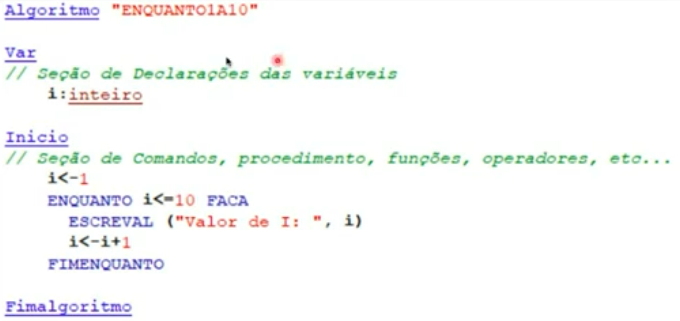 Algoritmo "ENQUANTO1A10"
Var
// Seção de Declarações das variáveis
i:inteiro
Inicio
// Seção de Comandos, procedimento, funções, operadores, etc...
i<-1
ENQUANTO i<=10 FACA
ESCREVAL ("Valor de I: ", i)
i<-i+1
FIMENQUANTO
Fimalgoritmo